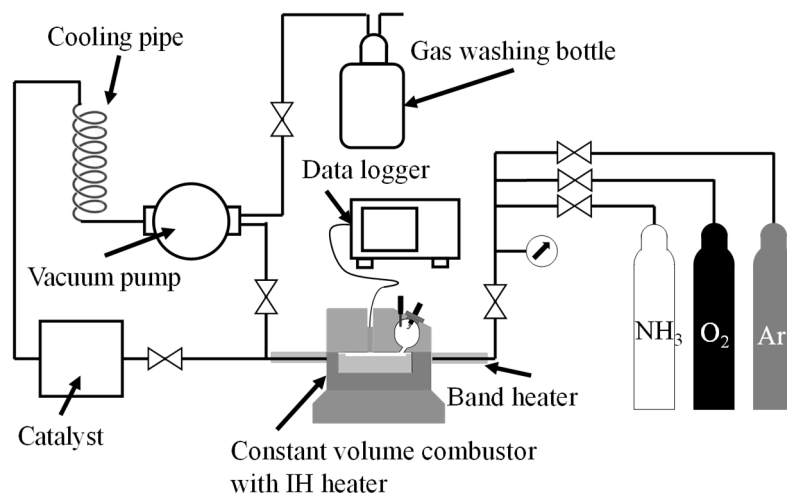 Cooling pipe
Gas washing bottle
Data logger
Vacuum pump
NH₃
O₂
Ar
Band heater
Catalyst
Constant volume combustor
with IH heater